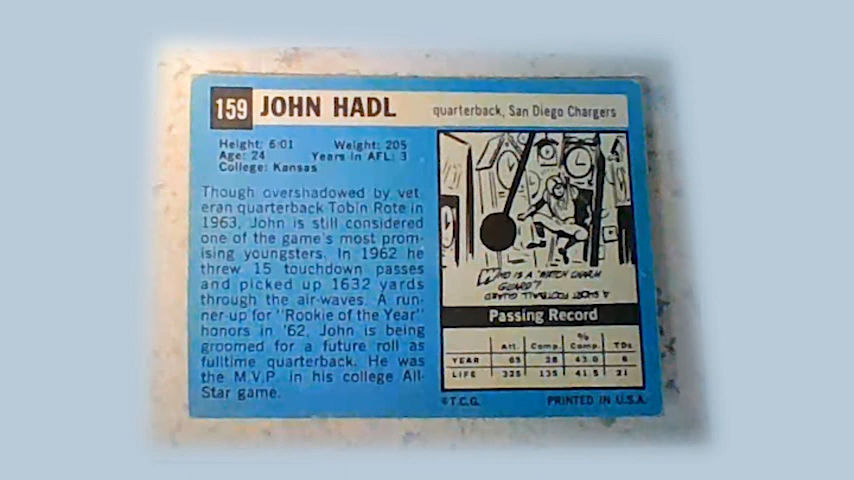 159 JOHN HADL quarterback, San Diego Chargers
Height: 6:01 Weight: 205
Age: 24 Years in AFL: 3
College: Kansas
Though overshadowed by vet-
eran quarterback Tobin Rote in
1963, John is still considered
one of the game's most prom-
ising youngsters. In 1962 he
threw 15 touchdown passes
and picked up 1632 yards
through the air-waves. A run-
ner-up for "Rookie of the Year"
honors in '62, John is being
groomed for a future roll as
fulltime quarterback. He was
the M.V.P. in his college All-
Star game.
WHO IS A "WATCH CHARM
GUARD"?
A SHORT FOOTBALL GUARD
Passing Record
Att. Comp. % Comp. TDs
YEAR 65 28 43.0 6
LIFE 325 135 41.5 21
©T.C.G. PRINTED IN U.S.A.